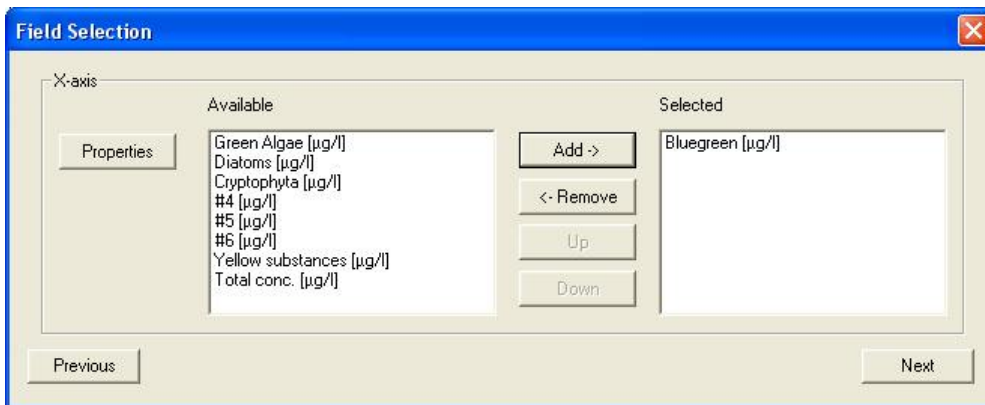 Field Selection
X-axis
Available
Selected
Properties
Green Algae [µg/l]
Diatoms [µg/l]
Cryptophyta [µg/l]
#4 [µg/l]
#5 [µg/l]
#6 [µg/l]
Yellow substances [µg/l]
Total conc. [µg/l]
Add ->
<- Remove
Up
Down
Bluegreen [µg/l]
Previous
Next